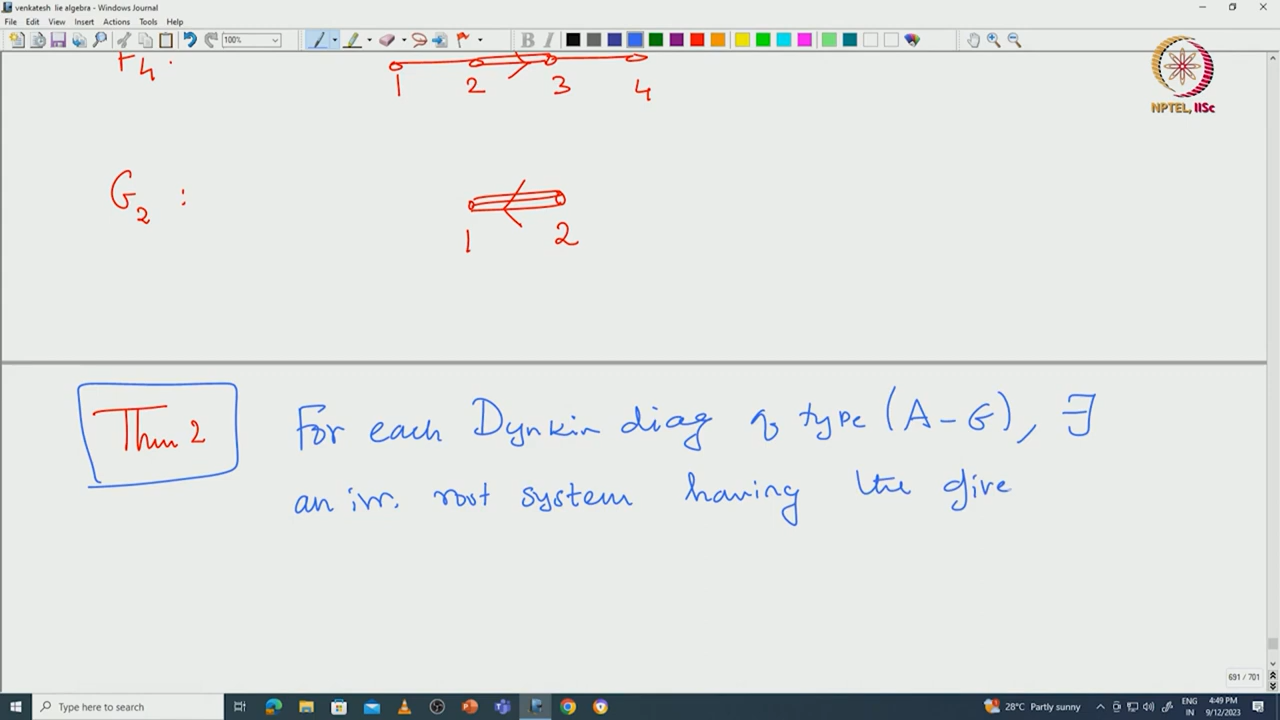 venkatesh lie algebra - Windows Journal
File Edit View Insert Actions Tools Help
100%
B I
NPTEL, IISc
F4 :
1 2 3 4
G2 :
1 2
Thm 2
For each Dynkin diag of type (A-G), ∃
an irr. root system having the give
691 / 701
Type here to search
28°C Partly sunny
ENG
IN
4:49 PM
9/12/2023